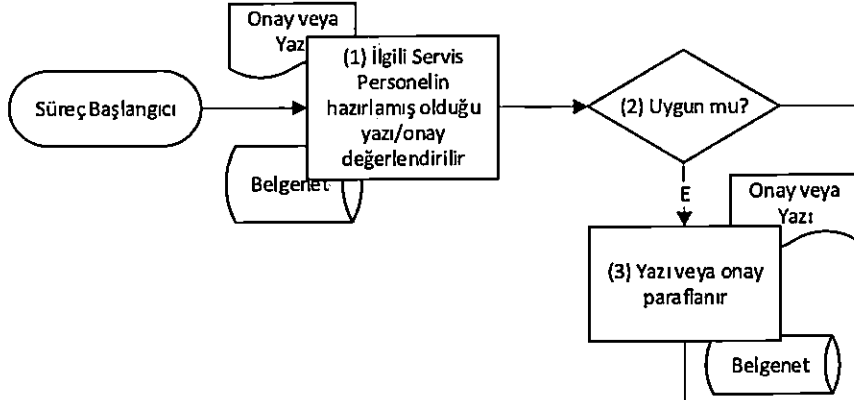 Onay veya
Yazı
Süreç Başlangıcı
(1) İlgili Servis
Personelin
hazırlamış olduğu
yazı/onay
değerlendirilir
Belgenet
(2) Uygun mu?
E
Onay veya
Yazı
(3) Yazı veya onay
paraflanır
Belgenet